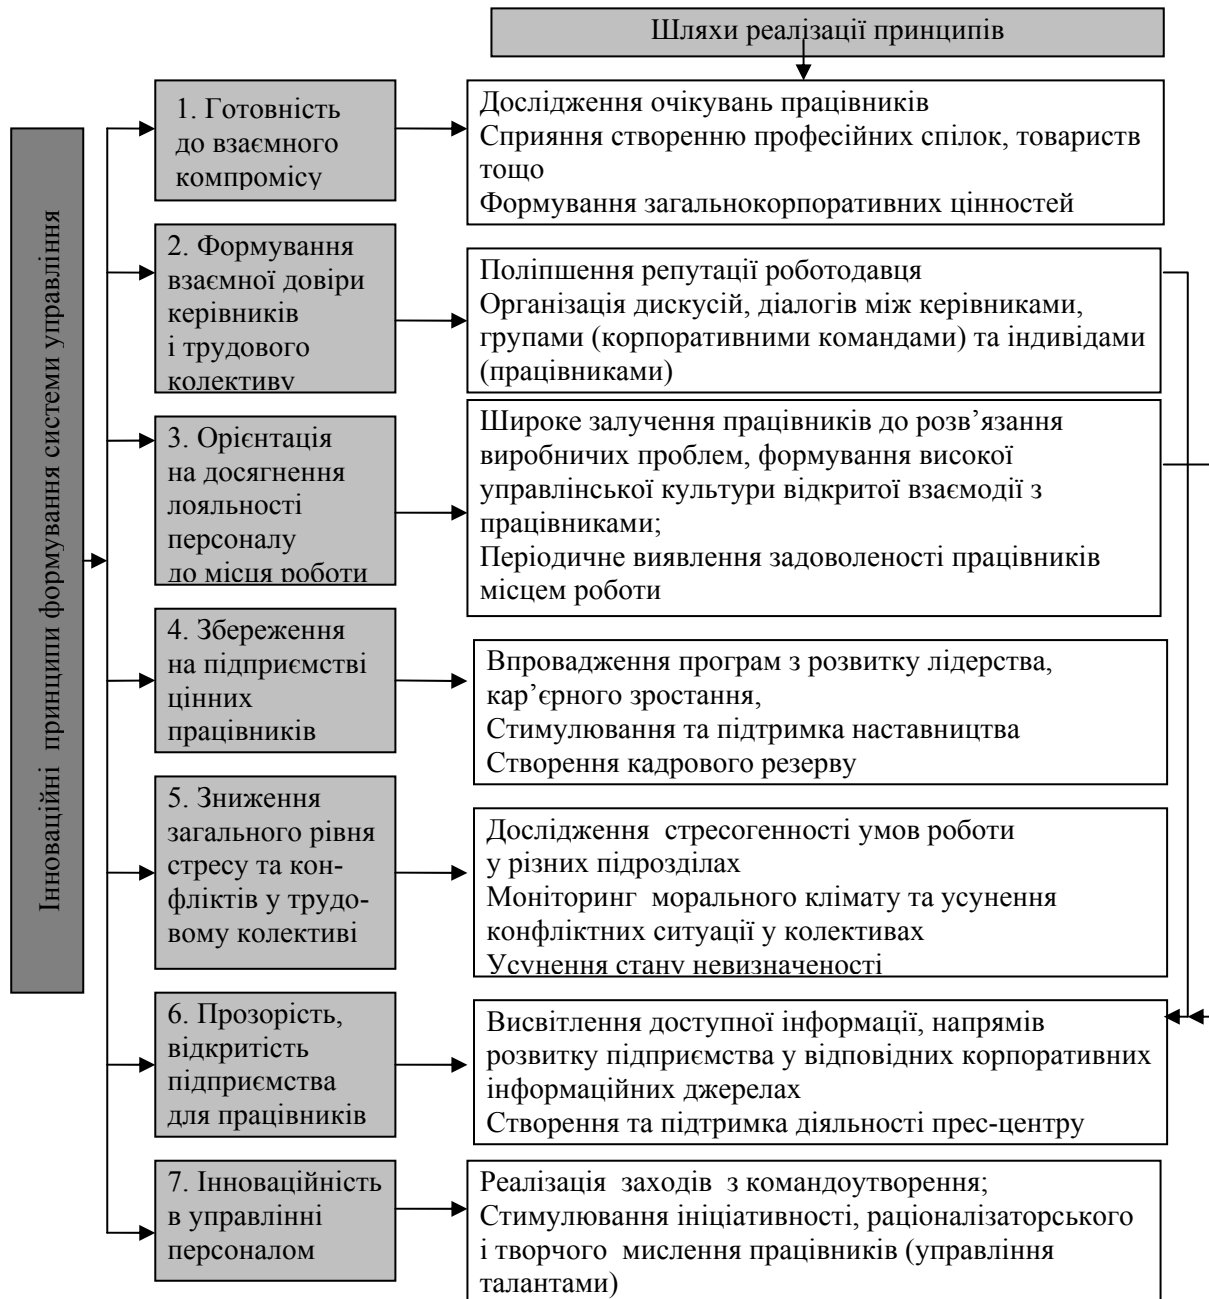 Шляхи реалізації принципів
Інноваційні принципи формування системи управління
1. Готовність
до взаємного
компромісу
Дослідження очікувань працівників
Сприяння створенню професійних спілок, товариств
тощо
Формування загальнокорпоративних цінностей
2. Формування
взаємної довіри
керівників
і трудового
колективу
Поліпшення репутації роботодавця
Організація дискусій, діалогів між керівниками,
групами (корпоративними командами) та індивідами
(працівниками)
3. Орієнтація
на досягнення
лояльності
персоналу
до місця роботи
Широке залучення працівників до розв’язання
виробничих проблем, формування високої
управлінської культури відкритої взаємодії з
працівниками;
Періодичне виявлення задоволеності працівників
місцем роботи
4. Збереження
на підприємстві
цінних
працівників
Впровадження програм з розвитку лідерства,
кар’єрного зростання,
Стимулювання та підтримка наставництва
Створення кадрового резерву
5. Зниження
загального рівня
стресу та кон-
фліктів у трудо-
вому колективі
Дослідження стресогенності умов роботи
у різних підрозділах
Моніторинг морального клімату та усунення
конфліктних ситуації у колективах
Усунення стану невизначеності
6. Прозорість,
відкритість
підприємства
для працівників
Висвітлення доступної інформації, напрямів
розвитку підприємства у відповідних корпоративних
інформаційних джерелах
Створення та підтримка діяльності прес-центру
7. Інноваційність
в управлінні
персоналом
Реалізація заходів з командоутворення;
Стимулювання ініціативності, раціоналізаторського
і творчого мислення працівників (управління
талантами)